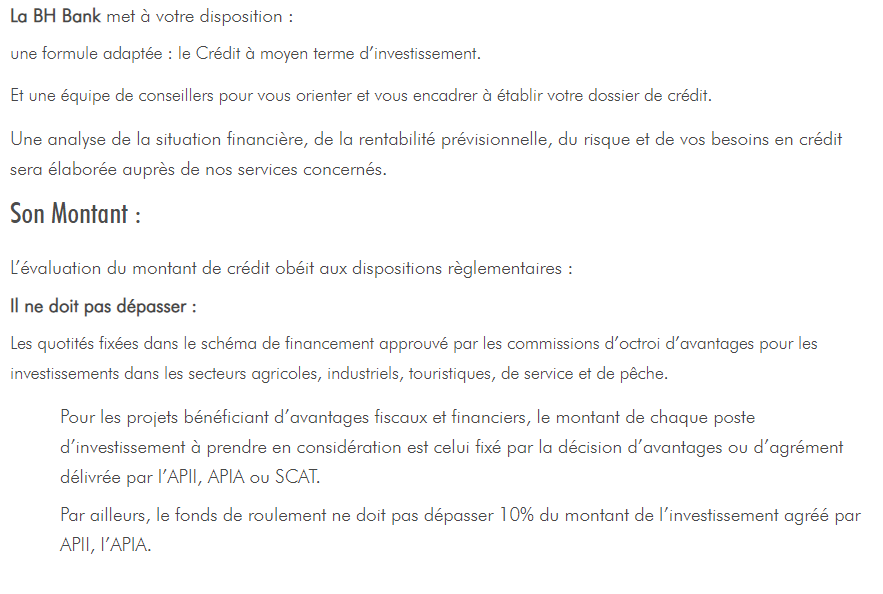 La BH Bank met à votre disposition :
une formule adaptée : le Crédit à moyen terme d’investissement.
Et une équipe de conseillers pour vous orienter et vous encadrer à établir votre dossier de crédit.
Une analyse de la situation financière, de la rentabilité prévisionnelle, du risque et de vos besoins en crédit
sera élaborée auprès de nos services concernés.
Son Montant :
L’évaluation du montant de crédit obéit aux dispositions règlementaires :
Il ne doit pas dépasser :
Les quotités fixées dans le schéma de financement approuvé par les commissions d’octroi d’avantages pour les
investissements dans les secteurs agricoles, industriels, touristiques, de service et de pêche.
Pour les projets bénéficiant d’avantages fiscaux et financiers, le montant de chaque poste
d’investissement à prendre en considération est celui fixé par la décision d’avantages ou d’agrément
délivrée par l’APII, APIA ou SCAT.
Par ailleurs, le fonds de roulement ne doit pas dépasser 10% du montant de l’investissement agréé par
APII, l’APIA.